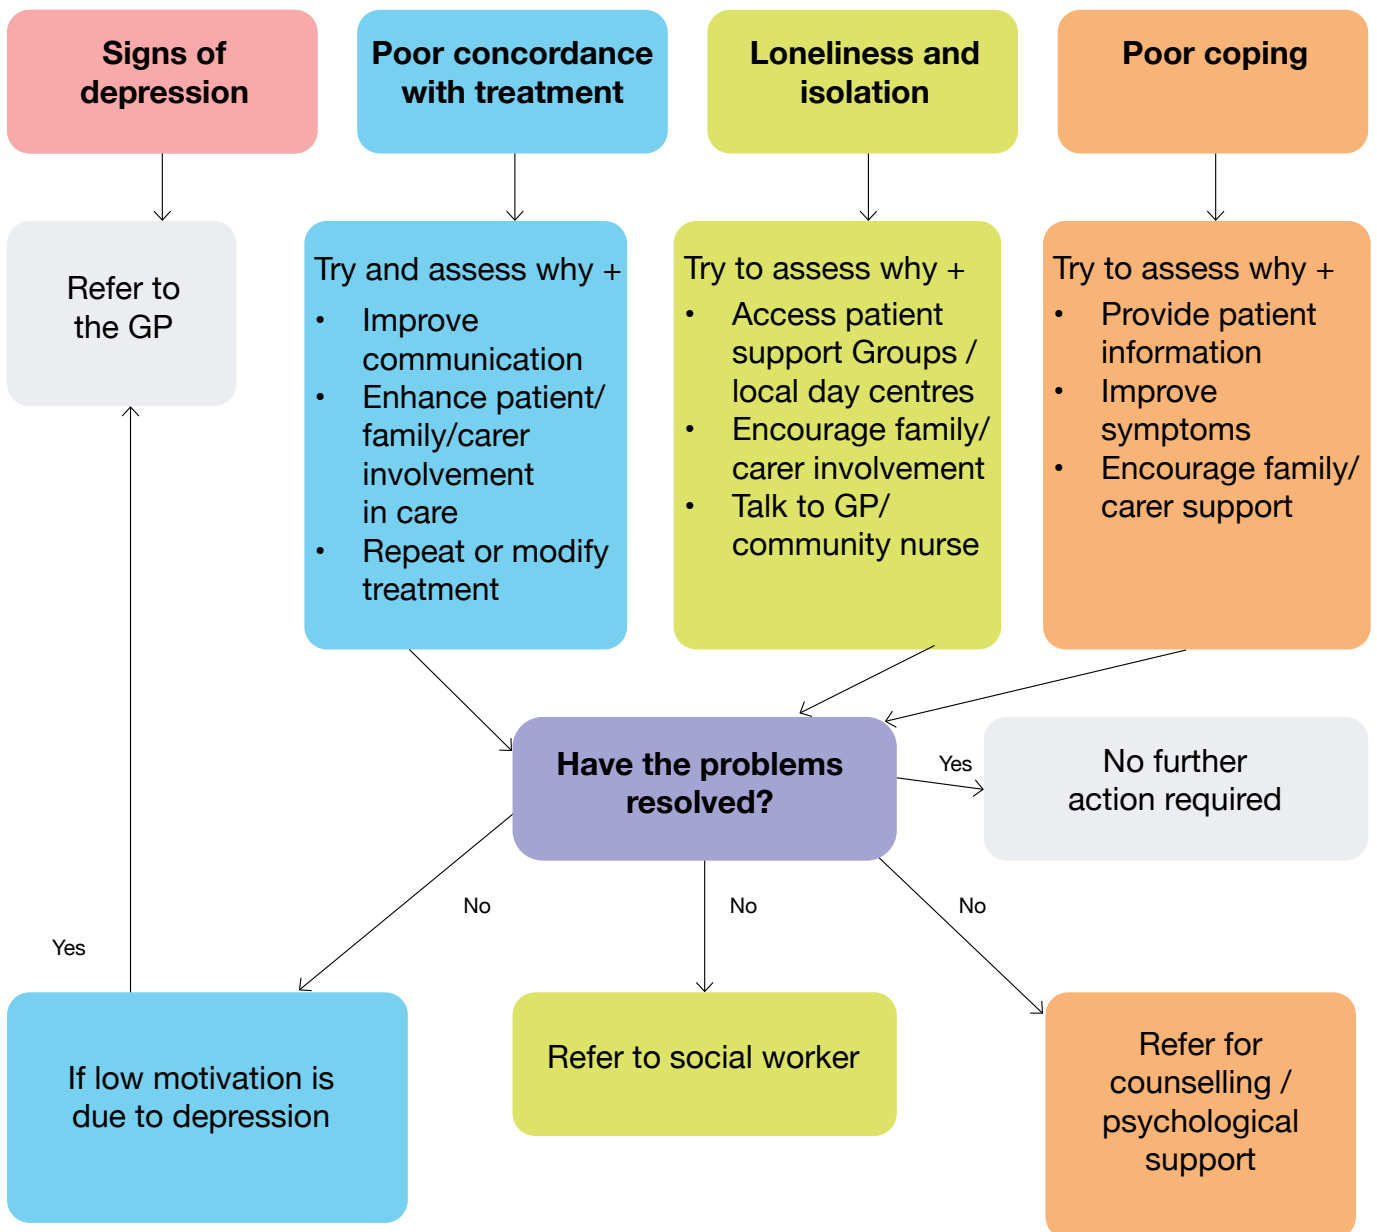 Signs of
depression
Poor concordance
with treatment
Loneliness and
isolation
Poor coping
Refer to
the GP
Try and assess why +
• Improve
communication
• Enhance patient/
family/carer
involvement
in care
• Repeat or modify
treatment
Try to assess why +
• Access patient
support Groups /
local day centres
• Encourage family/
carer involvement
• Talk to GP/
community nurse
Try to assess why +
• Provide patient
information
• Improve
symptoms
• Encourage family/
carer support
Have the problems
resolved?
Yes
No further
action required
No
No
No
Yes
If low motivation is
due to depression
Refer to social worker
Refer for
counselling /
psychological
support